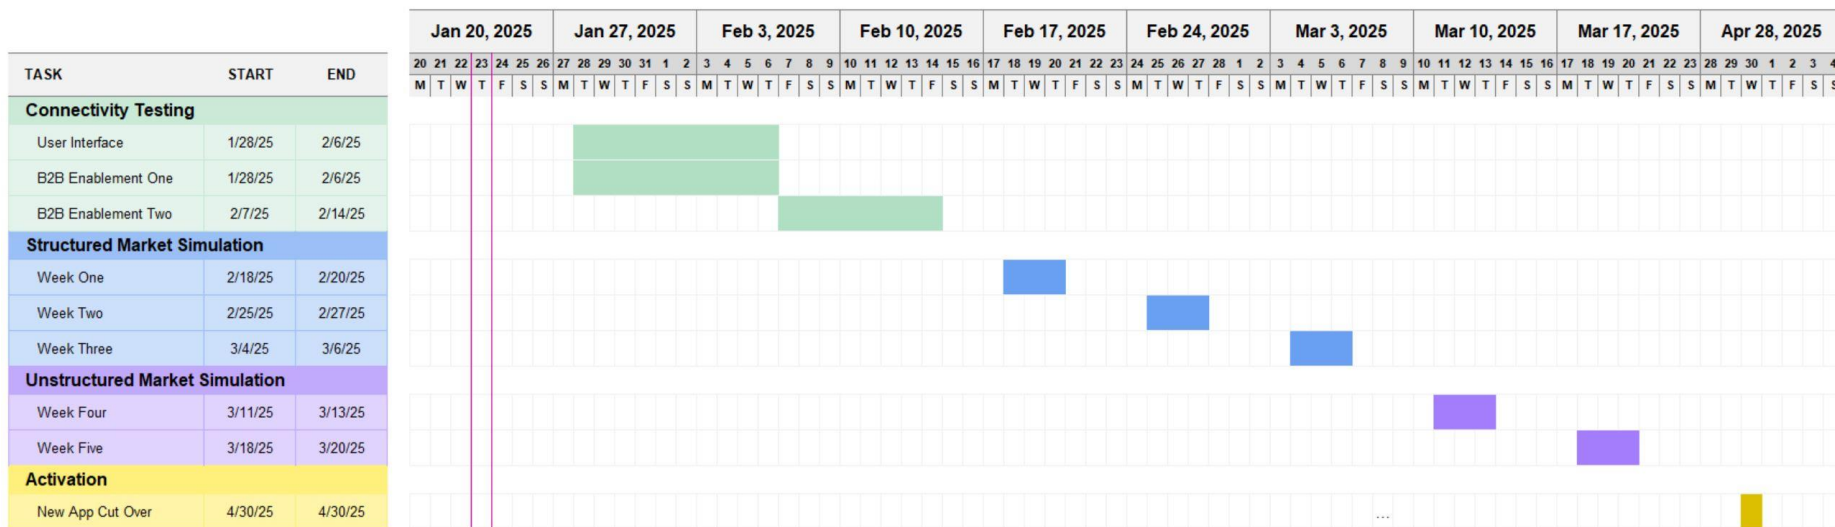 Jan 20, 2025 Jan 27, 2025 Feb 3, 2025 Feb 10, 2025 Feb 17, 2025 Feb 24, 2025 Mar 3, 2025 Mar 10, 2025 Mar 17, 2025 Apr 28, 2025
TASK START END
20 21 22 23 24 25 26 27 28 29 30 31 1 2 3 4 5 6 7 8 9 10 11 12 13 14 15 16 17 18 19 20 21 22 23 24 25 26 27 28 1 2 3 4 5 6 7 8 9 10 11 12 13 14 15 16 17 18 19 20 21 22 23 28 29 30 1 2 3 4
M T W T F S S M T W T F S S M T W T F S S M T W T F S S M T W T F S S M T W T F S S M T W T F S S M T W T F S S M T W T F S S M T W T F S S
Connectivity Testing
User Interface 1/28/25 2/6/25
B2B Enablement One 1/28/25 2/6/25
B2B Enablement Two 2/7/25 2/14/25
Structured Market Simulation
Week One 2/18/25 2/20/25
Week Two 2/25/25 2/27/25
Week Three 3/4/25 3/6/25
Unstructured Market Simulation
Week Four 3/11/25 3/13/25
Week Five 3/18/25 3/20/25
Activation
New App Cut Over 4/30/25 4/30/25 ...